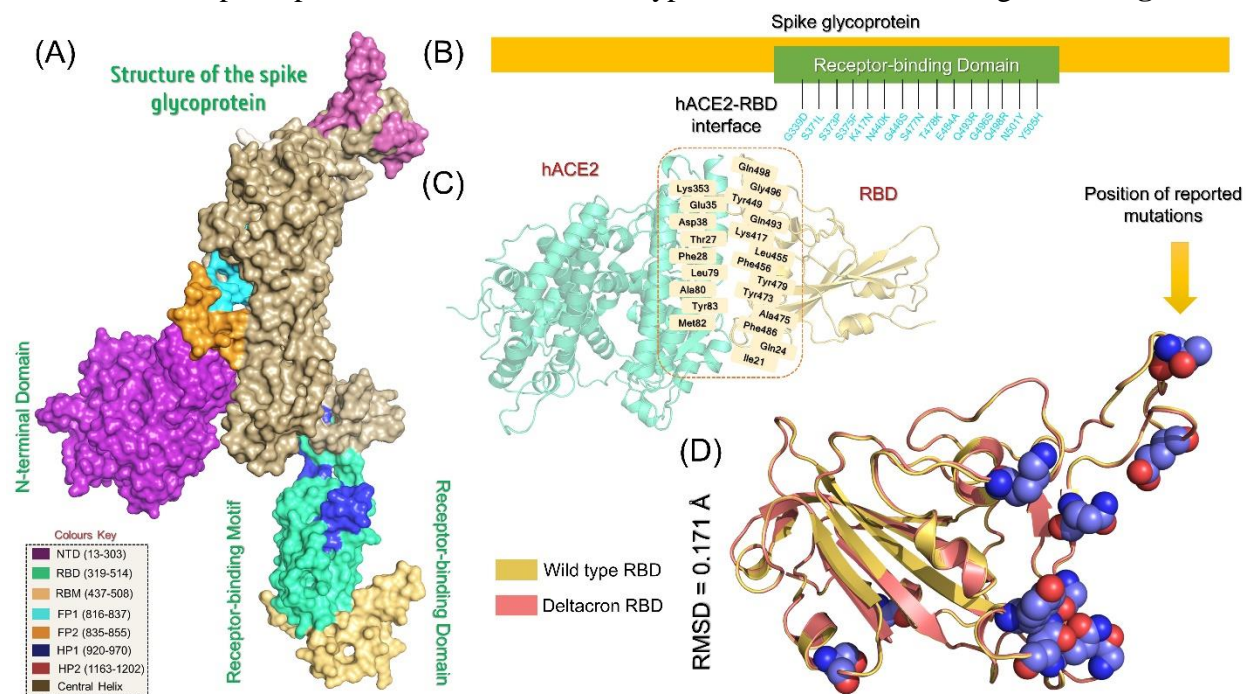 (A)
Structure of the spike
glycoprotein
N-terminal Domain
Receptor-binding Motif
Receptor-binding Domain
Colours Key
NTD (13-303)
RBD (319-514)
RBM (437-508)
FP1 (816-837)
FP2 (835-855)
HP1 (920-970)
HP2 (1163-1202)
Central Helix
(B)
Spike glycoprotein
Receptor-binding Domain
G339D
S371L
S373P
S375F
K417N
N440K
G446S
S477N
T478K
E484A
Q493R
G496S
Q498R
N501Y
Y505H
(C)
hACE2-RBD
interface
hACE2
RBD
Lys353
Glu35
Asp38
Thr27
Phe28
Leu79
Ala80
Tyr83
Met82
Gln498
Gly496
Tyr449
Gln493
Lys417
Leu455
Phe456
Tyr479
Tyr473
Ala475
Phe486
Gln24
Ile21
Position of reported
mutations
(D)
Wild type RBD
Deltacron RBD
RMSD = 0.171 Å